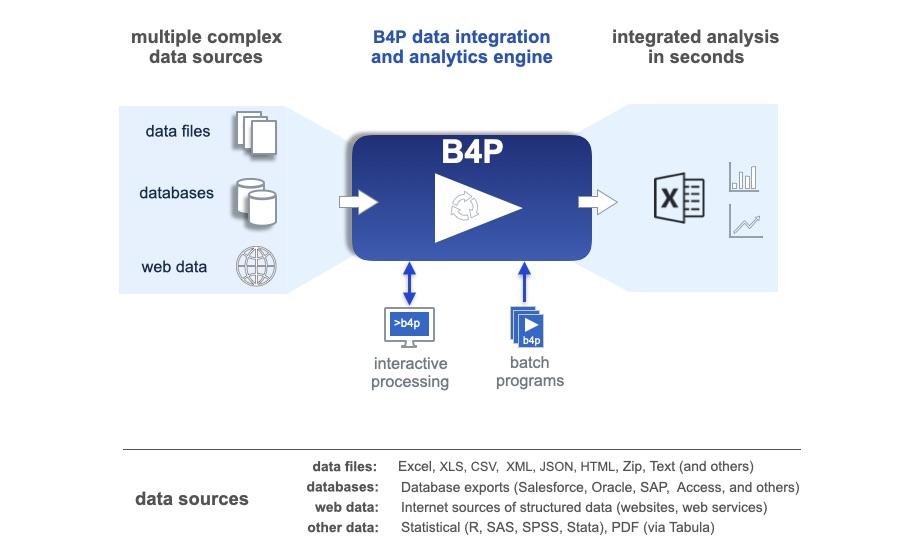 multiple complex
data sources
B4P data integration
and analytics engine
integrated analysis
in seconds
data files
databases
web data
B4P
X
>b4p
interactive
processing
b4p
batch
programs
data sources
data files: Excel, XLS, CSV, XML, JSON, HTML, Zip, Text (and others)
databases: Database exports (Salesforce, Oracle, SAP, Access, and others)
web data: Internet sources of structured data (websites, web services)
other data: Statistical (R, SAS, SPSS, Stata), PDF (via Tabula)